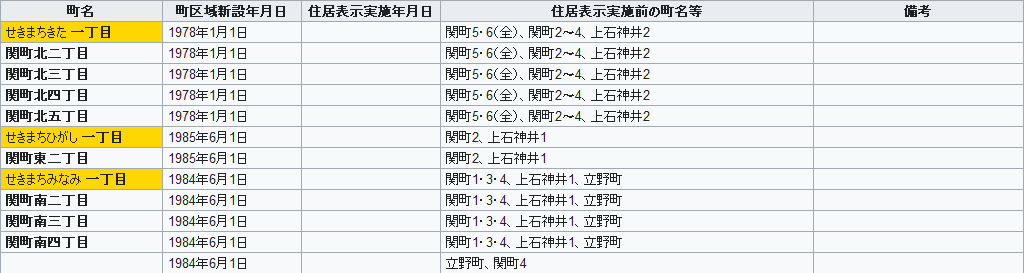 町名 町区域新設年月日 住居表示実施年月日 住居表示実施前の町名等 備考
せきまちきた 一丁目 1978年1月1日 関町5・6(全)、関町2〜4、上石神井2
関町北二丁目 1978年1月1日 関町5・6(全)、関町2〜4、上石神井2
関町北三丁目 1978年1月1日 関町5・6(全)、関町2〜4、上石神井2
関町北四丁目 1978年1月1日 関町5・6(全)、関町2〜4、上石神井2
関町北五丁目 1978年1月1日 関町5・6(全)、関町2〜4、上石神井2
せきまちひがし 一丁目 1985年6月1日 関町2、上石神井1
関町東二丁目 1985年6月1日 関町2、上石神井1
せきまちみなみ 一丁目 1984年6月1日 関町1・3・4、上石神井1、立野町
関町南二丁目 1984年6月1日 関町1・3・4、上石神井1、立野町
関町南三丁目 1984年6月1日 関町1・3・4、上石神井1、立野町
関町南四丁目 1984年6月1日 関町1・3・4、上石神井1、立野町
1984年6月1日 立野町、関町4